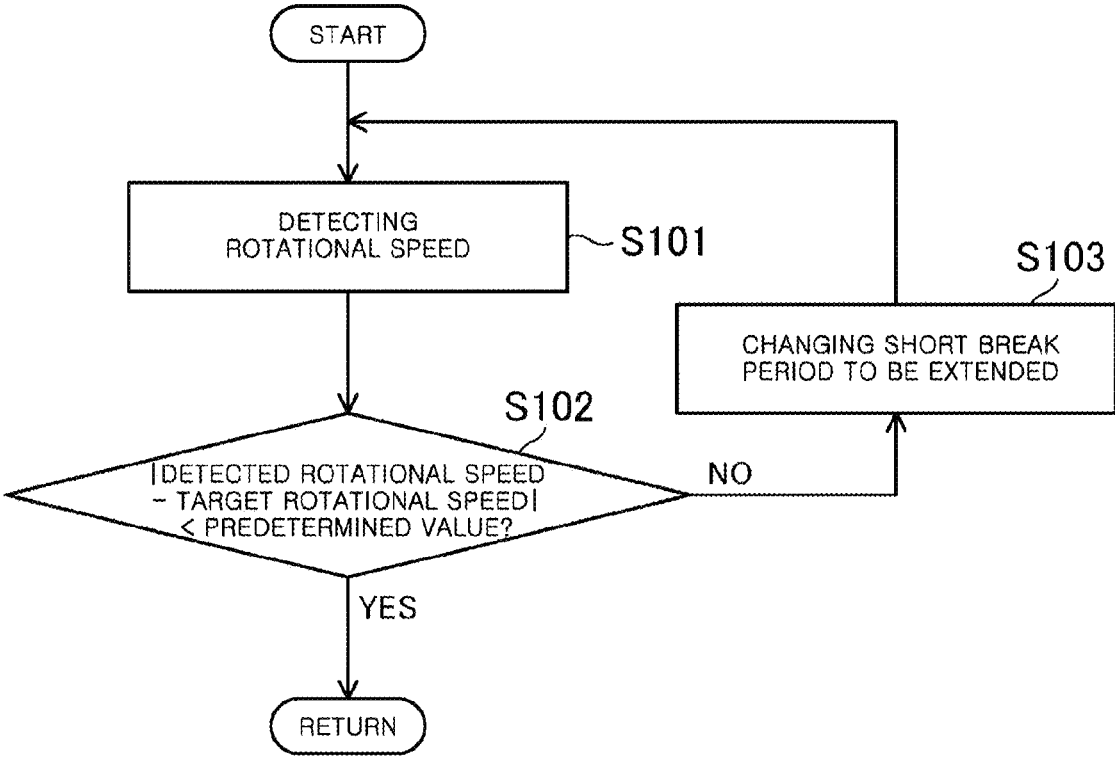 START
DETECTING
ROTATIONAL SPEED
S101
S103
CHANGING SHORT BREAK
PERIOD TO BE EXTENDED
S102
|DETECTED ROTATIONAL SPEED
- TARGET ROTATIONAL SPEED|
< PREDETERMINED VALUE?
NO
YES
RETURN